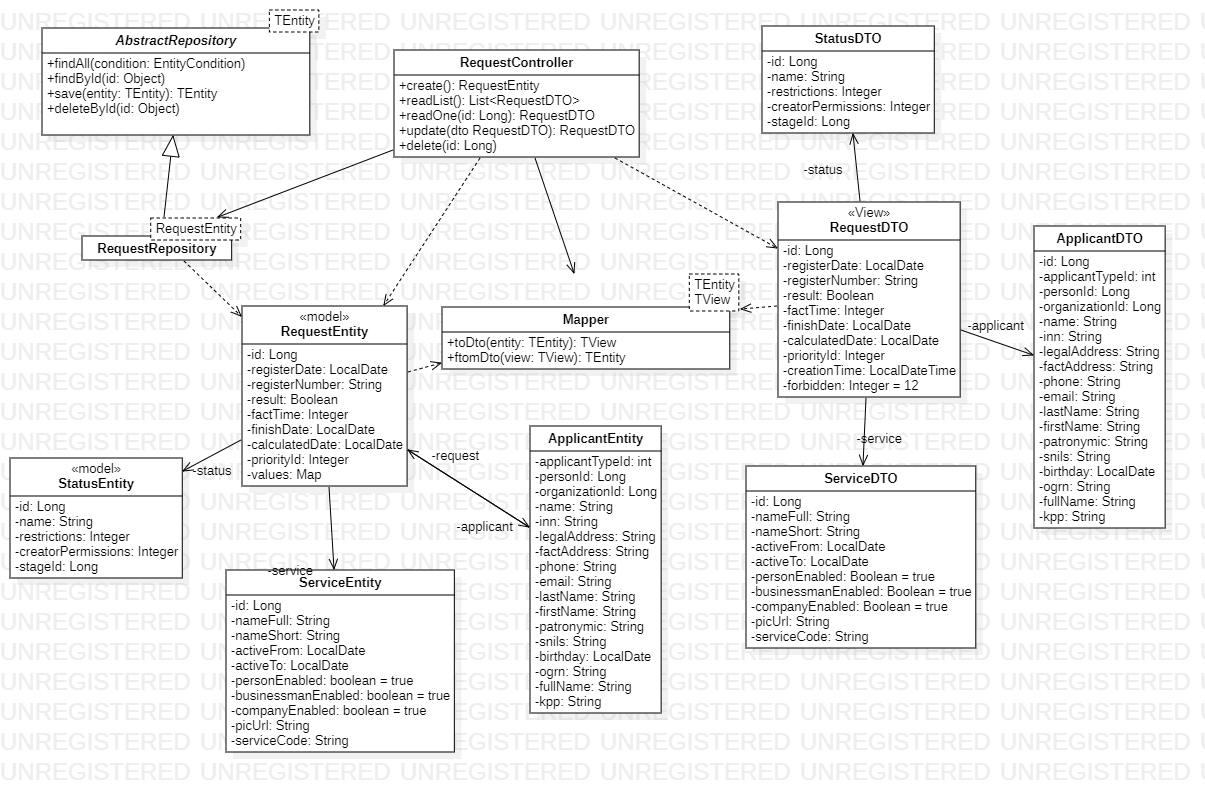 TEntity
AbstractRepository
+findAll(condition: EntityCondition)
+findById(id: Object)
+save(entity: TEntity): TEntity
+deleteById(id: Object)
RequestController
+create(): RequestEntity
+readList(): List<RequestDTO>
+readOne(id: Long): RequestDTO
+update(dto RequestDTO): RequestDTO
+delete(id: Long)
StatusDTO
-id: Long
-name: String
-restrictions: Integer
-creatorPermissions: Integer
-stageId: Long
-status
RequestEntity
RequestRepository
«View»
RequestDTO
-id: Long
-registerDate: LocalDate
-registerNumber: String
-result: Boolean
-factTime: Integer
-finishDate: LocalDate
-calculatedDate: LocalDate
-priorityId: Integer
-creationTime: LocalDateTime
-forbidden: Integer = 12
-applicant
ApplicantDTO
-id: Long
-applicantTypeId: int
-personId: Long
-organizationId: Long
-name: String
-inn: String
-legalAddress: String
-factAddress: String
-phone: String
-email: String
-lastName: String
-firstName: String
-patronymic: String
-snils: String
-birthday: LocalDate
-ogrn: String
-fullName: String
-kpp: String
TEntity
TView
Mapper
+toDto(entity: TEntity): TView
+ftomDto(view: TView): TEntity
«model»
RequestEntity
-id: Long
-registerDate: LocalDate
-registerNumber: String
-result: Boolean
-factTime: Integer
-finishDate: LocalDate
-calculatedDate: LocalDate
-priorityId: Integer
-values: Map
-status
-request
-applicant
-service
«model»
StatusEntity
-id: Long
-name: String
-restrictions: Integer
-creatorPermissions: Integer
-stageId: Long
-service
ServiceEntity
-id: Long
-nameFull: String
-nameShort: String
-activeFrom: LocalDate
-activeTo: LocalDate
-personEnabled: boolean = true
-businessmanEnabled: boolean = true
-companyEnabled: boolean = true
-picUrl: String
-serviceCode: String
ApplicantEntity
-applicantTypeId: int
-personId: Long
-organizationId: Long
-name: String
-inn: String
-legalAddress: String
-factAddress: String
-phone: String
-email: String
-lastName: String
-firstName: String
-patronymic: String
-snils: String
-birthday: LocalDate
-ogrn: String
-fullName: String
-kpp: String
ServiceDTO
-id: Long
-nameFull: String
-nameShort: String
-activeFrom: LocalDate
-activeTo: LocalDate
-personEnabled: Boolean = true
-businessmanEnabled: Boolean = true
-companyEnabled: Boolean = true
-picUrl: String
-serviceCode: String
UNREGISTERED